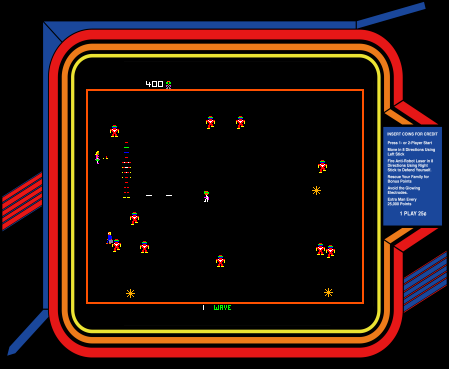 400
INSERT COINS FOR CREDIT
Press 1 or 2-Player Start
Move in 8 Directions Using
Left Stick
Fire Anti-Robot Laser in 8
Directions Using Right
Stick to Defend Yourself
Rescue Your Family for
Bonus Points
Avoid the Glowing
Electrodes.
Extra Man Every
25,000 Points
1 PLAY 25¢
1 WAVE